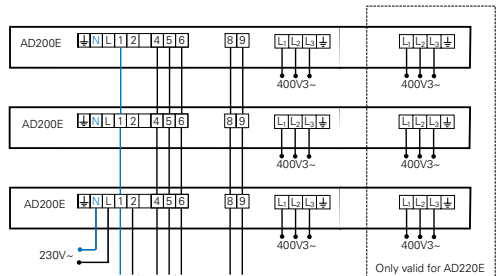 AD200E ⏚ N L 1 2 4 5 6 8 9 L1 L2 L3 ⏚ L1 L2 L3 ⏚
400V3~ 400V3~
AD200E ⏚ N L 1 2 4 5 6 8 9 L1 L2 L3 ⏚ L1 L2 L3 ⏚
400V3~ 400V3~
AD200E ⏚ N L 1 2 4 5 6 8 9 L1 L2 L3 ⏚ L1 L2 L3 ⏚
400V3~ 400V3~
230V~
Only valid for AD220E